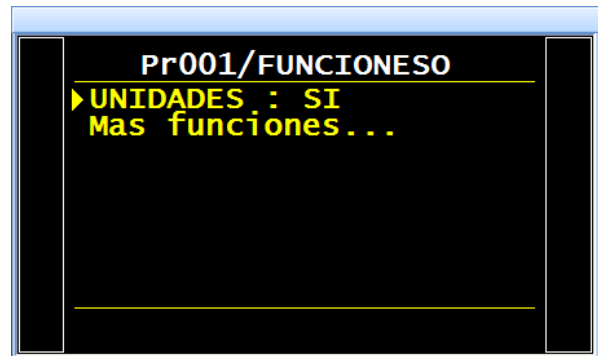 Pr001/FUNCIONESO
UNIDADES : SI
Mas funciones...